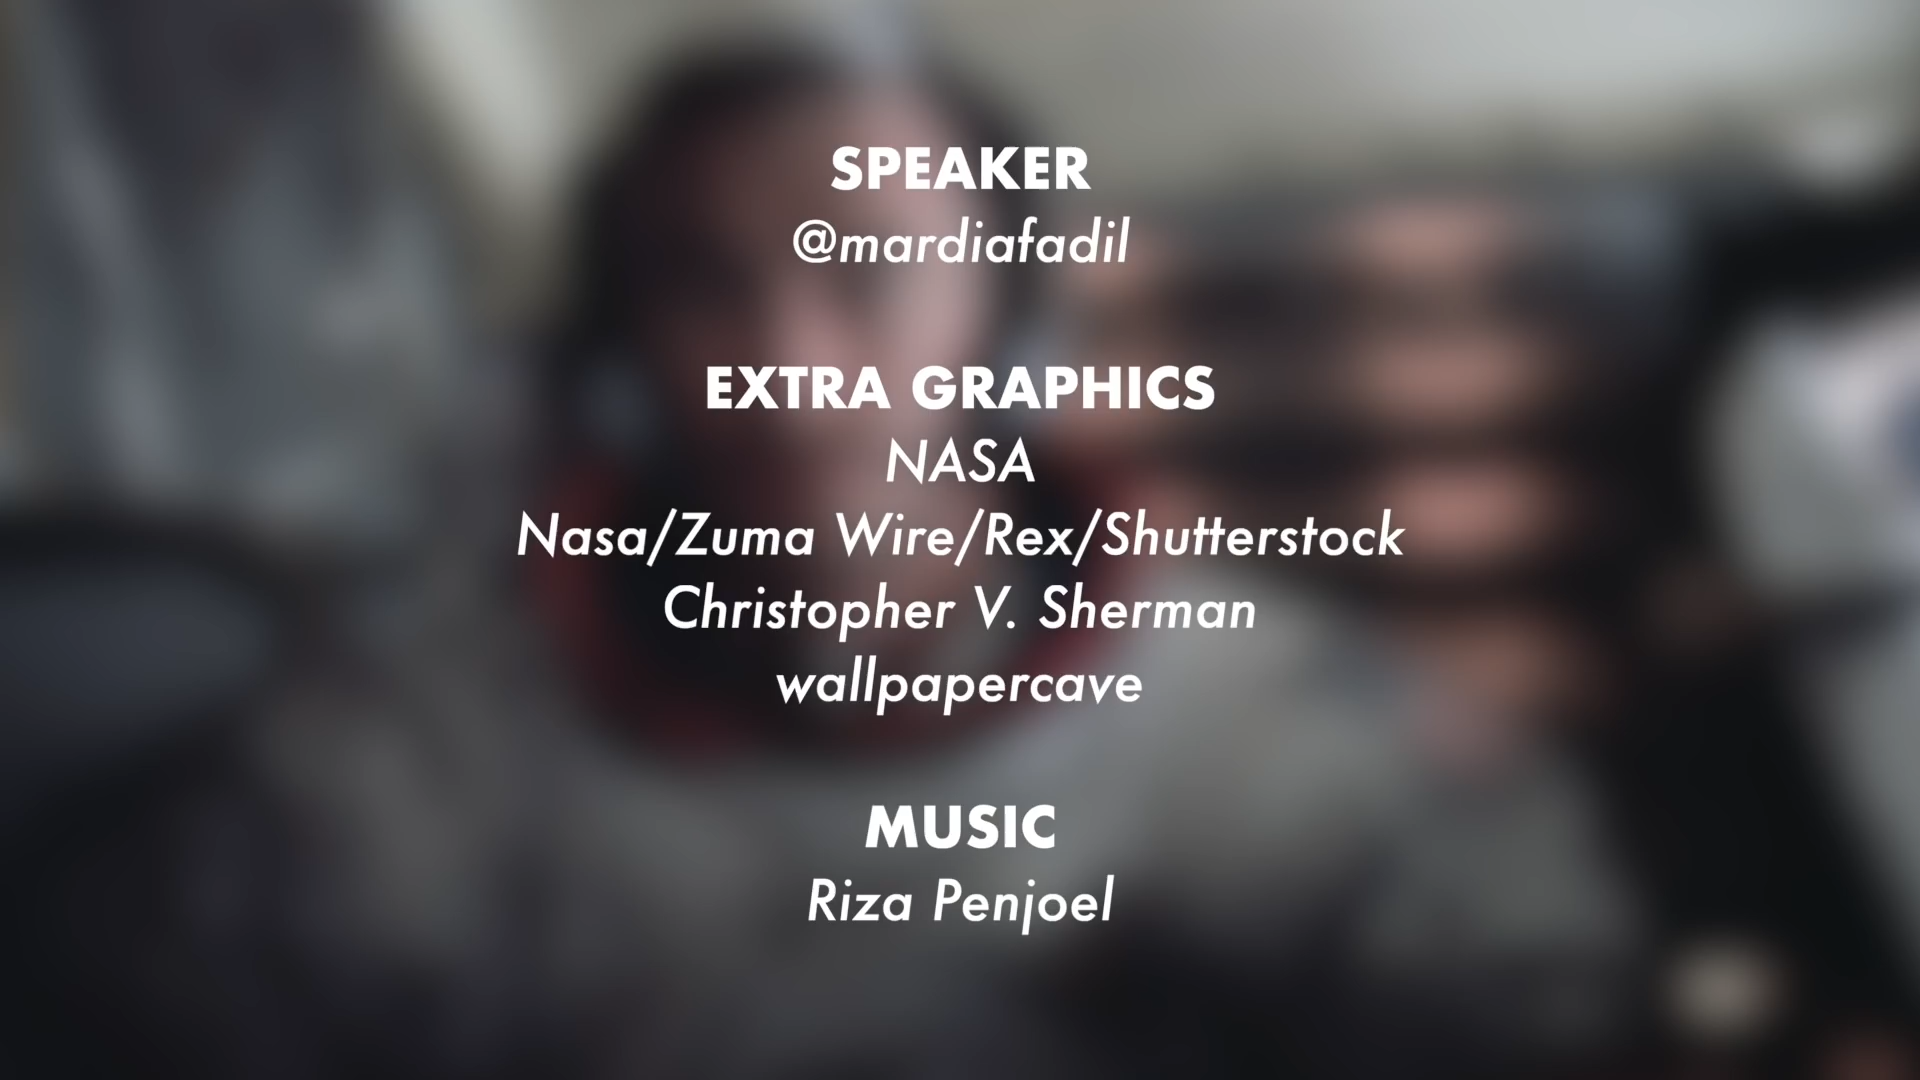 SPEAKER
@mardiafadil
EXTRA GRAPHICS
NASA
Nasa/Zuma Wire/Rex/Shutterstock
Christopher V. Sherman
wallpapercave
MUSIC
Riza Penjoel